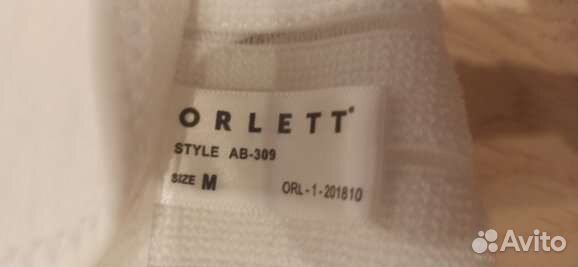 ORLETT®
STYLE AB-309
SIZE M ORL-1-201810
Avito